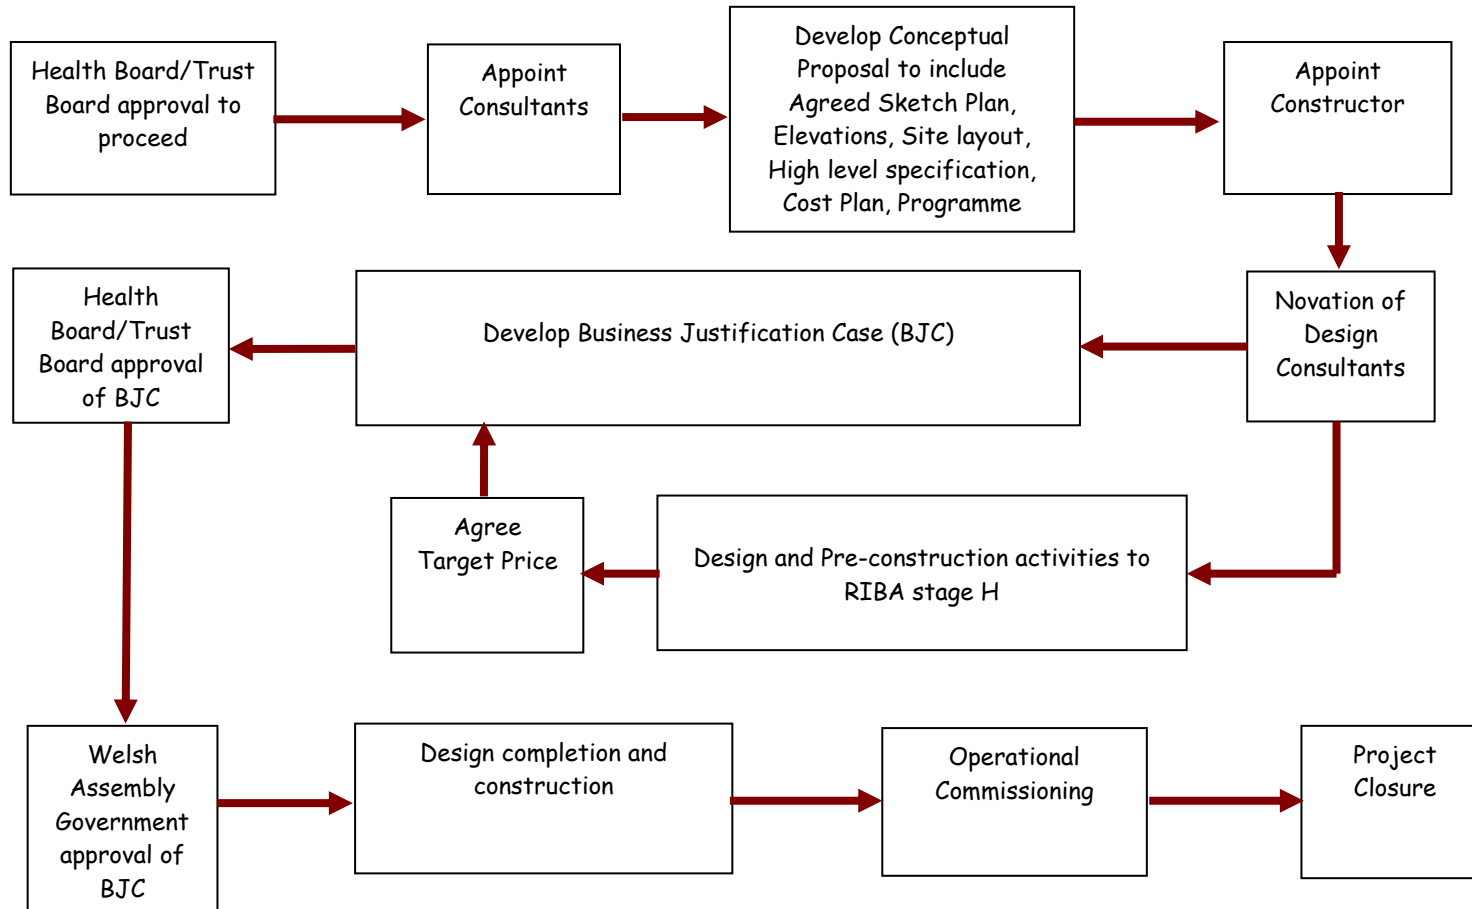 Health Board/Trust
Board approval to
proceed
Appoint
Consultants
Develop Conceptual
Proposal to include
Agreed Sketch Plan,
Elevations, Site layout,
High level specification,
Cost Plan, Programme
Appoint
Constructor
Health
Board/Trust
Board approval
of BJC
Develop Business Justification Case (BJC)
Novation of
Design
Consultants
Agree
Target Price
Design and Pre-construction activities to
RIBA stage H
Welsh
Assembly
Government
approval of
BJC
Design completion and
construction
Operational
Commissioning
Project
Closure